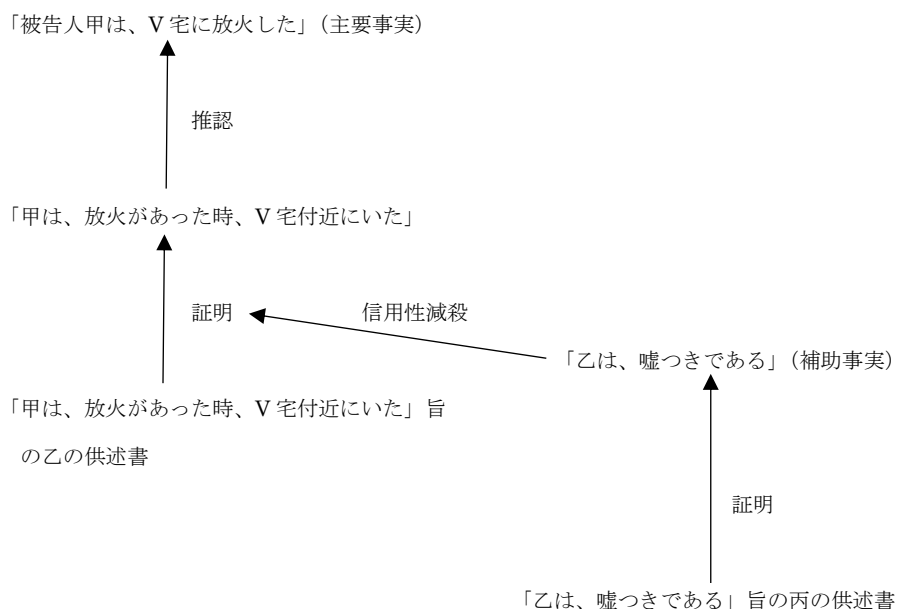 「被告人甲は、V 宅に放火した」（主要事実）
推認
「甲は、放火があった時、V 宅付近にいた」
証明
信用性減殺
「乙は、嘘つきである」（補助事実）
「甲は、放火があった時、V 宅付近にいた」旨
の乙の供述書
証明
「乙は、嘘つきである」旨の丙の供述書